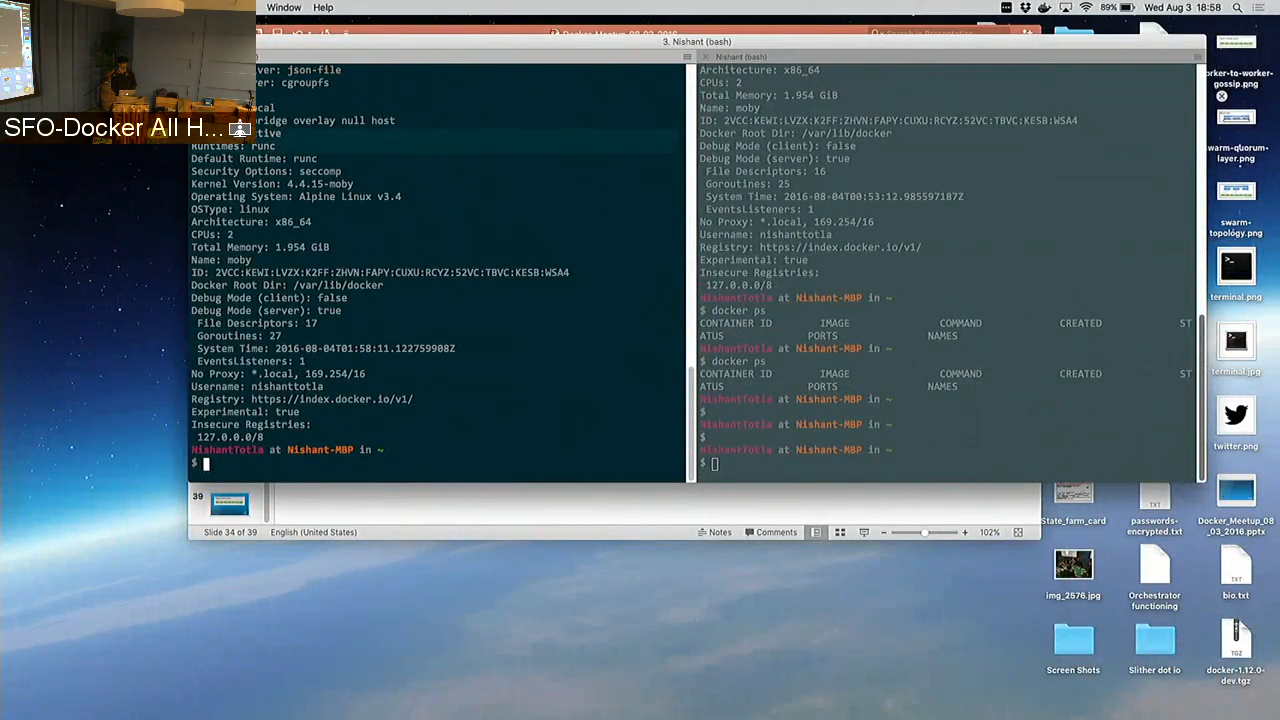 Window Help
89% Wed Aug 3 18:58
Docker Meetup 08 03 2016
Search in Presentation
3. Nishant (bash)
SFO-Docker All H...
ver: json-file
ver: cgroupfs
cal
ridge overlay null host
ctive
Runtimes: runc
Default Runtime: runc
Security Options: seccomp
Kernel Version: 4.4.15-moby
Operating System: Alpine Linux v3.4
OSType: linux
Architecture: x86_64
CPUs: 2
Total Memory: 1.954 GiB
Name: moby
ID: 2VCC:KEWI:LVZX:K2FF:ZHVN:FAPY:CUXU:RCYZ:52VC:TBVC:KESB:WSA4
Docker Root Dir: /var/lib/docker
Debug Mode (client): false
Debug Mode (server): true
File Descriptors: 17
Goroutines: 27
System Time: 2016-08-04T01:58:11.122759908Z
EventsListeners: 1
No Proxy: *.local, 169.254/16
Username: nishanttotla
Registry: https://index.docker.io/v1/
Experimental: true
Insecure Registries:
127.0.0.0/8
NishantTotla at Nishant-MBP in ~
$
Nishant (bash)
Architecture: x86_64
CPUs: 2
Total Memory: 1.954 GiB
Name: moby
ID: 2VCC:KEWI:LVZX:K2FF:ZHVN:FAPY:CUXU:RCYZ:52VC:TBVC:KESB:WSA4
Docker Root Dir: /var/lib/docker
Debug Mode (client): false
Debug Mode (server): true
File Descriptors: 16
Goroutines: 25
System Time: 2016-08-04T00:53:12.985597187Z
EventsListeners: 1
No Proxy: *.local, 169.254/16
Username: nishanttotla
Registry: https://index.docker.io/v1/
Experimental: true
Insecure Registries:
127.0.0.0/8
NishantTotla at Nishant-MBP in ~
$ docker ps
CONTAINER ID IMAGE COMMAND CREATED ST
ATUS PORTS NAMES
NishantTotla at Nishant-MBP in ~
$ docker ps
CONTAINER ID IMAGE COMMAND CREATED ST
ATUS PORTS NAMES
NishantTotla at Nishant-MBP in ~
$
NishantTotla at Nishant-MBP in ~
$
NishantTotla at Nishant-MBP in ~
$
39
Slide 34 of 39 English (United States) Notes Comments 102%
orker-to-worker-
gossip.png
warm-quorum-
layer.png
swarm-
topology.png
terminal.png
terminal.jpg
twitter.png
State_farm_card
passwords-
encrypted.txt
Docker_Meetup_08
_03_2016.pptx
img_2576.jpg
Orchestrator
functioning
TXT
bio.txt
Screen Shots
Slither dot io
TGZ
docker-1.12.0-
dev.tgz